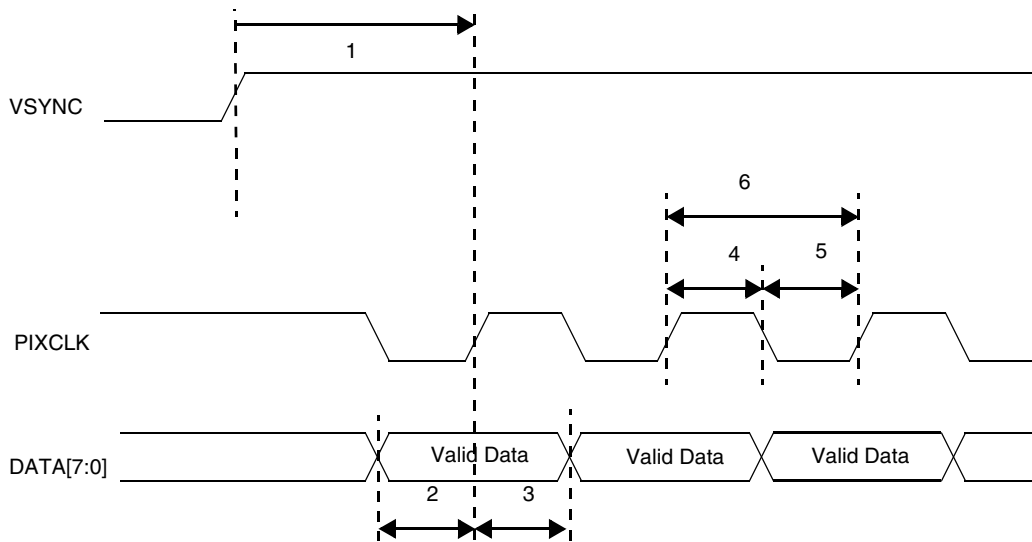 1
VSYNC
6
4 5
PIXCLK
DATA[7:0] Valid Data Valid Data Valid Data
2 3